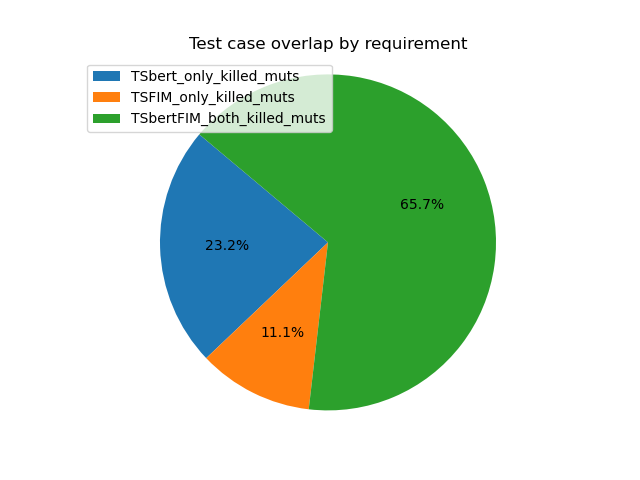 Test case overlap by requirement
TSbert_only_killed_muts
TSFIM_only_killed_muts
TSbertFIM_both_killed_muts
65.7%
23.2%
11.1%